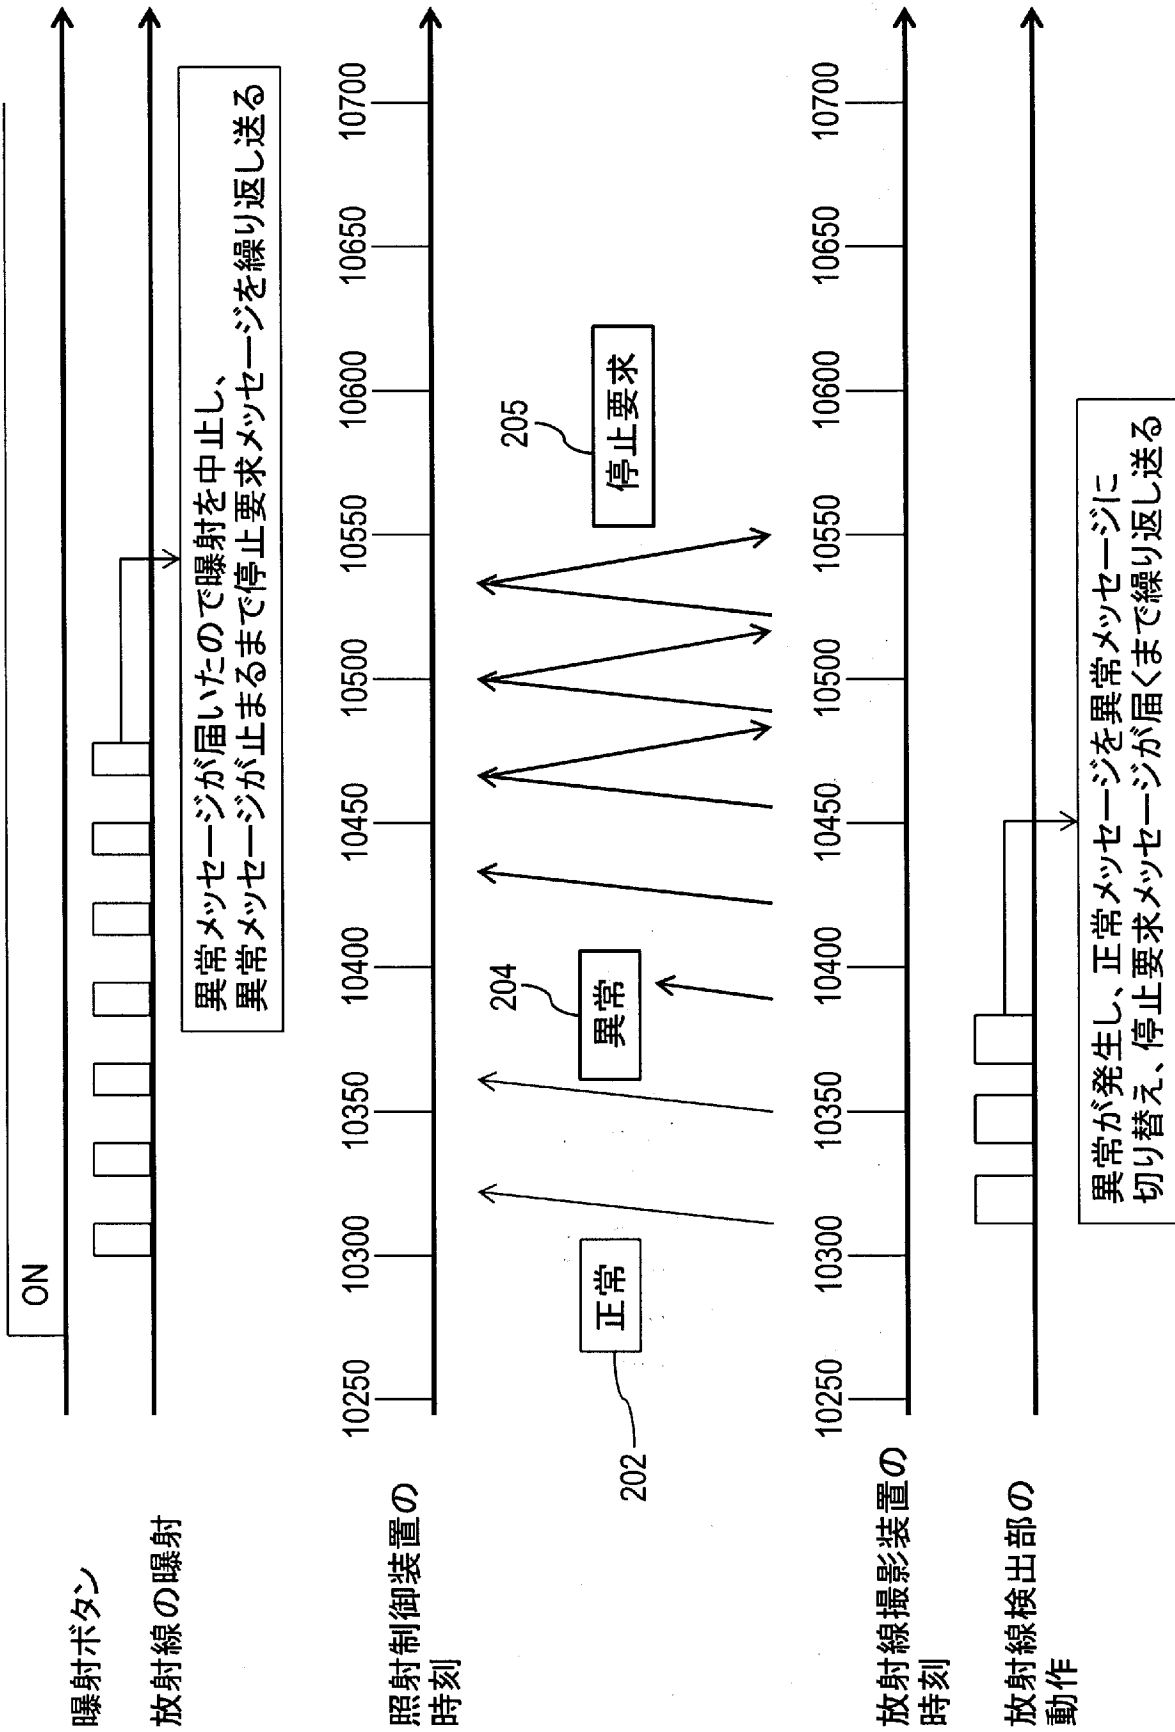 曝射ボタン
ON
放射線の曝射
異常メッセージが届いたので曝射を中止し、
異常メッセージが止まるまで停止要求メッセージを繰り返し送る
照射制御装置の
時刻
10250
10300
10350
10400
10450
10500
10550
10600
10650
10700
202
正常
204
異常
205
停止要求
放射線撮影装置の
時刻
10250
10300
10350
10400
10450
10500
10550
10600
10650
10700
放射線検出部の
動作
異常が発生し、正常メッセージを異常メッセージに
切り替え、停止要求メッセージが届くまで繰り返し送る